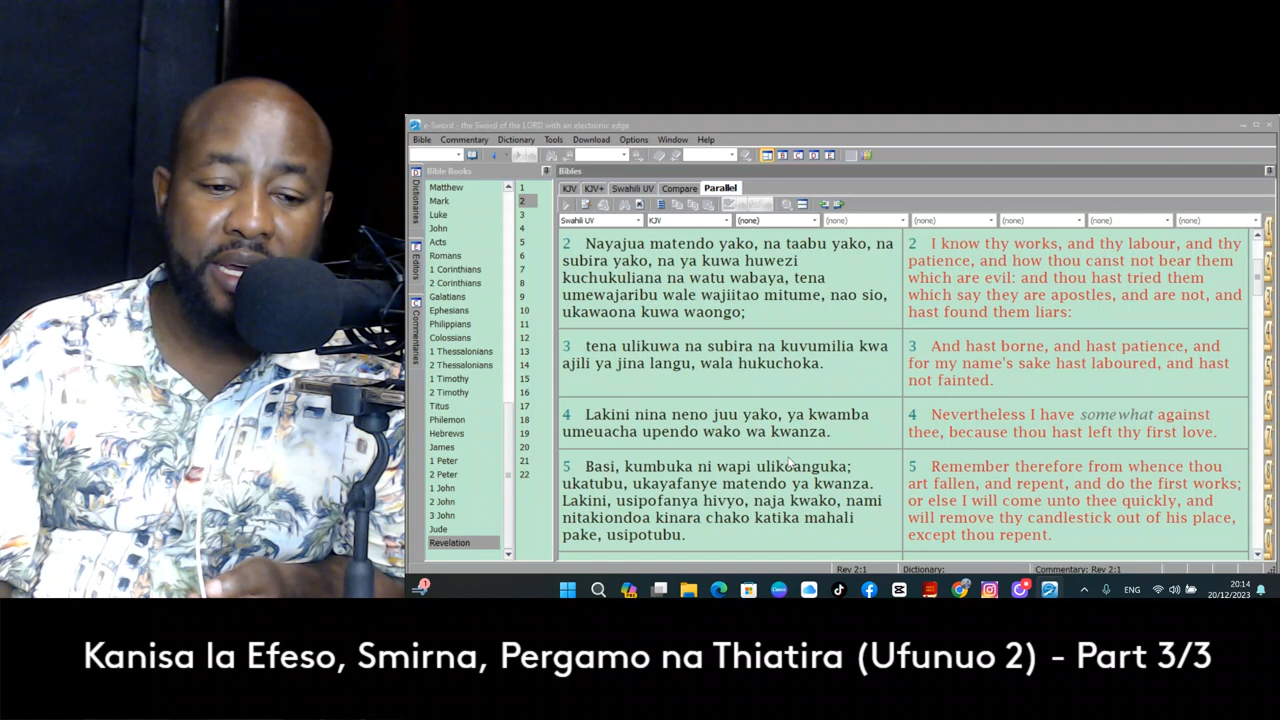 e-Sword - the Sword of the LORD with an electronic edge
Bible Commentary Dictionary Tools Download Options Window Help
Bible Books
Bibles
Dictionaries
Editors
Commentaries
Matthew
Mark
Luke
John
Acts
Romans
1 Corinthians
2 Corinthians
Galatians
Ephesians
Philippians
Colossians
1 Thessalonians
2 Thessalonians
1 Timothy
2 Timothy
Titus
Philemon
Hebrews
James
1 Peter
2 Peter
1 John
2 John
3 John
Jude
Revelation
1
2
3
4
5
6
7
8
9
10
11
12
13
14
15
16
17
18
19
20
21
22
KJV KJV+ Swahili UV Compare Parallel
Swahili UV KJV (none) (none) (none) (none) (none) (none)
2 Nayajua matendo yako, na taabu yako, na
subira yako, na ya kuwa huwezi
kuchukuliana na watu wabaya, tena
umewajaribu wale wajiitao mitume, nao sio,
ukawaona kuwa waongo;
2 I know thy works, and thy labour, and thy
patience, and how thou canst not bear them
which are evil: and thou hast tried them
which say they are apostles, and are not, and
hast found them liars:
3 tena ulikuwa na subira na kuvumilia kwa
ajili ya jina langu, wala hukuchoka.
3 And hast borne, and hast patience, and
for my name's sake hast laboured, and hast
not fainted.
4 Lakini nina neno juu yako, ya kwamba
umeuacha upendo wako wa kwanza.
4 Nevertheless I have somewhat against
thee, because thou hast left thy first love.
5 Basi, kumbuka ni wapi ulikoanguka;
ukatubu, ukayafanye matendo ya kwanza.
Lakini, usipofanya hivyo, naja kwako, nami
nitakiondoa kinara chako katika mahali
pake, usipotubu.
5 Remember therefore from whence thou
art fallen, and repent, and do the first works;
or else I will come unto thee quickly, and
will remove thy candlestick out of his place,
except thou repent.
Rev 2:1 Dictionary: Commentary: Rev 2:1
1
ENG
20:14
20/12/2023
Kanisa la Efeso, Smirna, Pergamo na Thiatira (Ufunuo 2) - Part 3/3